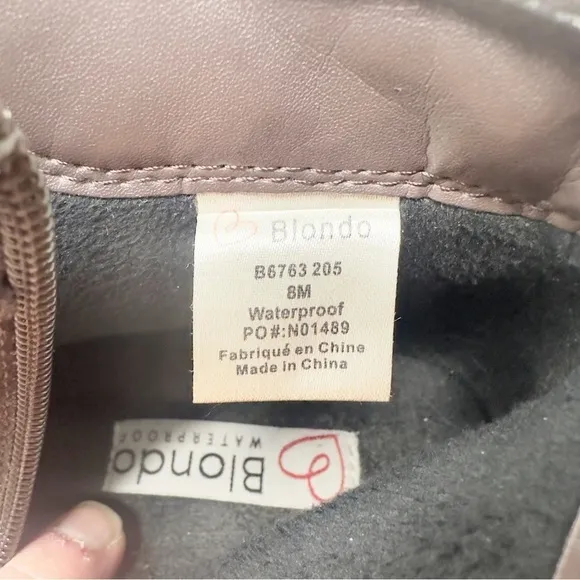 Blondo
B6763 205
8M
Waterproof
PO#:N01489
Fabriqué en Chine
Made in China
Blondo
WATERPROOF